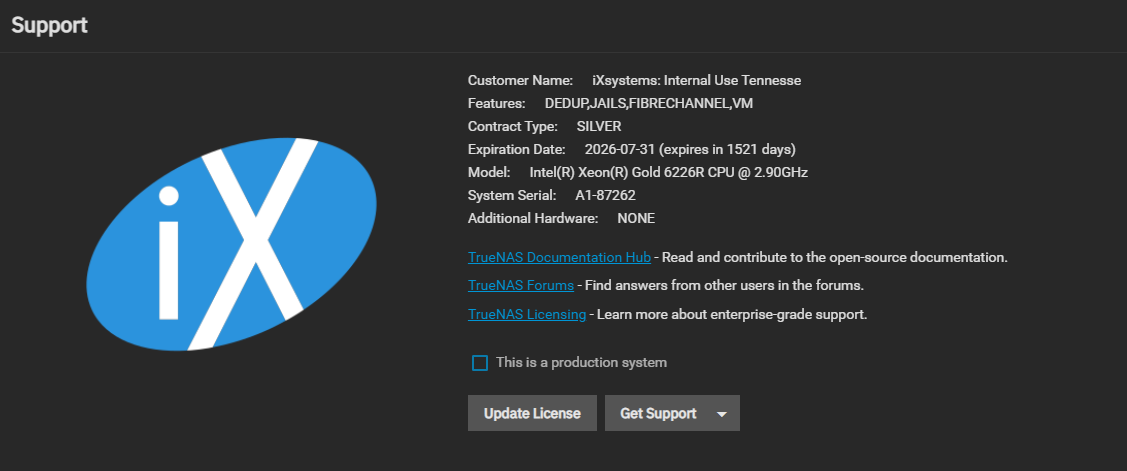 Support
iX
Customer Name: iXsystems: Internal Use Tennesse
Features: DEDUP,JAILS,FIBRECHANNEL,VM
Contract Type: SILVER
Expiration Date: 2026-07-31 (expires in 1521 days)
Model: Intel(R) Xeon(R) Gold 6226R CPU @ 2.90GHz
System Serial: A1-87262
Additional Hardware: NONE
TrueNAS Documentation Hub - Read and contribute to the open-source documentation.
TrueNAS Forums - Find answers from other users in the forums.
TrueNAS Licensing - Learn more about enterprise-grade support.
This is a production system
Update License Get Support